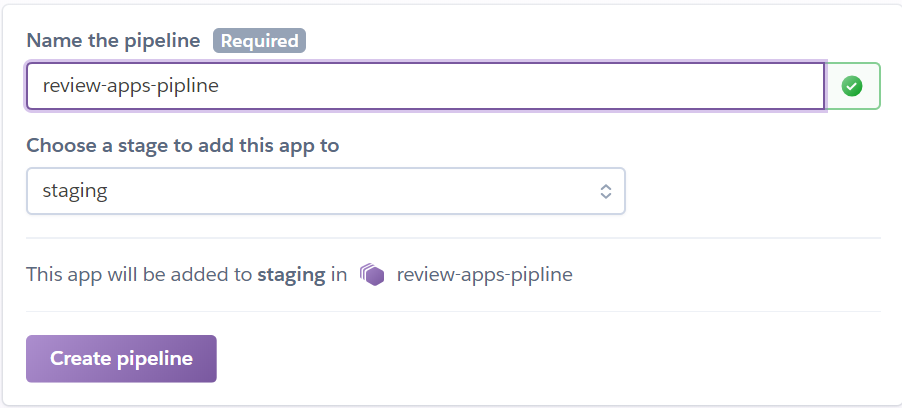 Name the pipeline Required
review-apps-pipline
Choose a stage to add this app to
staging
This app will be added to staging in review-apps-pipline
Create pipeline